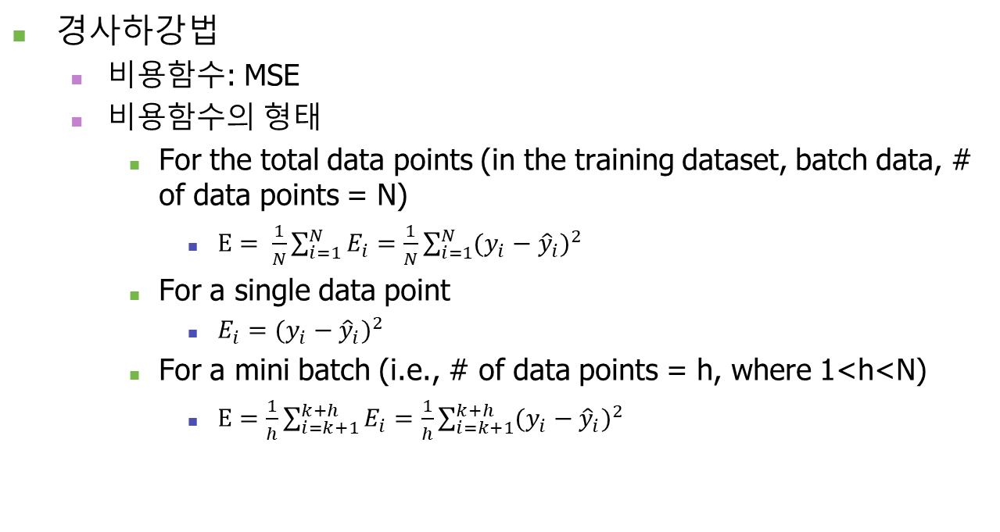 경사하강법
비용함수: MSE
비용함수의 형태
For the total data points (in the training dataset, batch data, #
of data points = N)
E = \frac{1}{N}\sum_{i=1}^{N} E_i = \frac{1}{N}\sum_{i=1}^{N}(y_i - \hat{y}_i)^2
For a single data point
E_i = (y_i - \hat{y}_i)^2
For a mini batch (i.e., # of data points = h, where 1<h<N)
E = \frac{1}{h}\sum_{i=k+1}^{k+h} E_i = \frac{1}{h}\sum_{i=k+1}^{k+h}(y_i - \hat{y}_i)^2